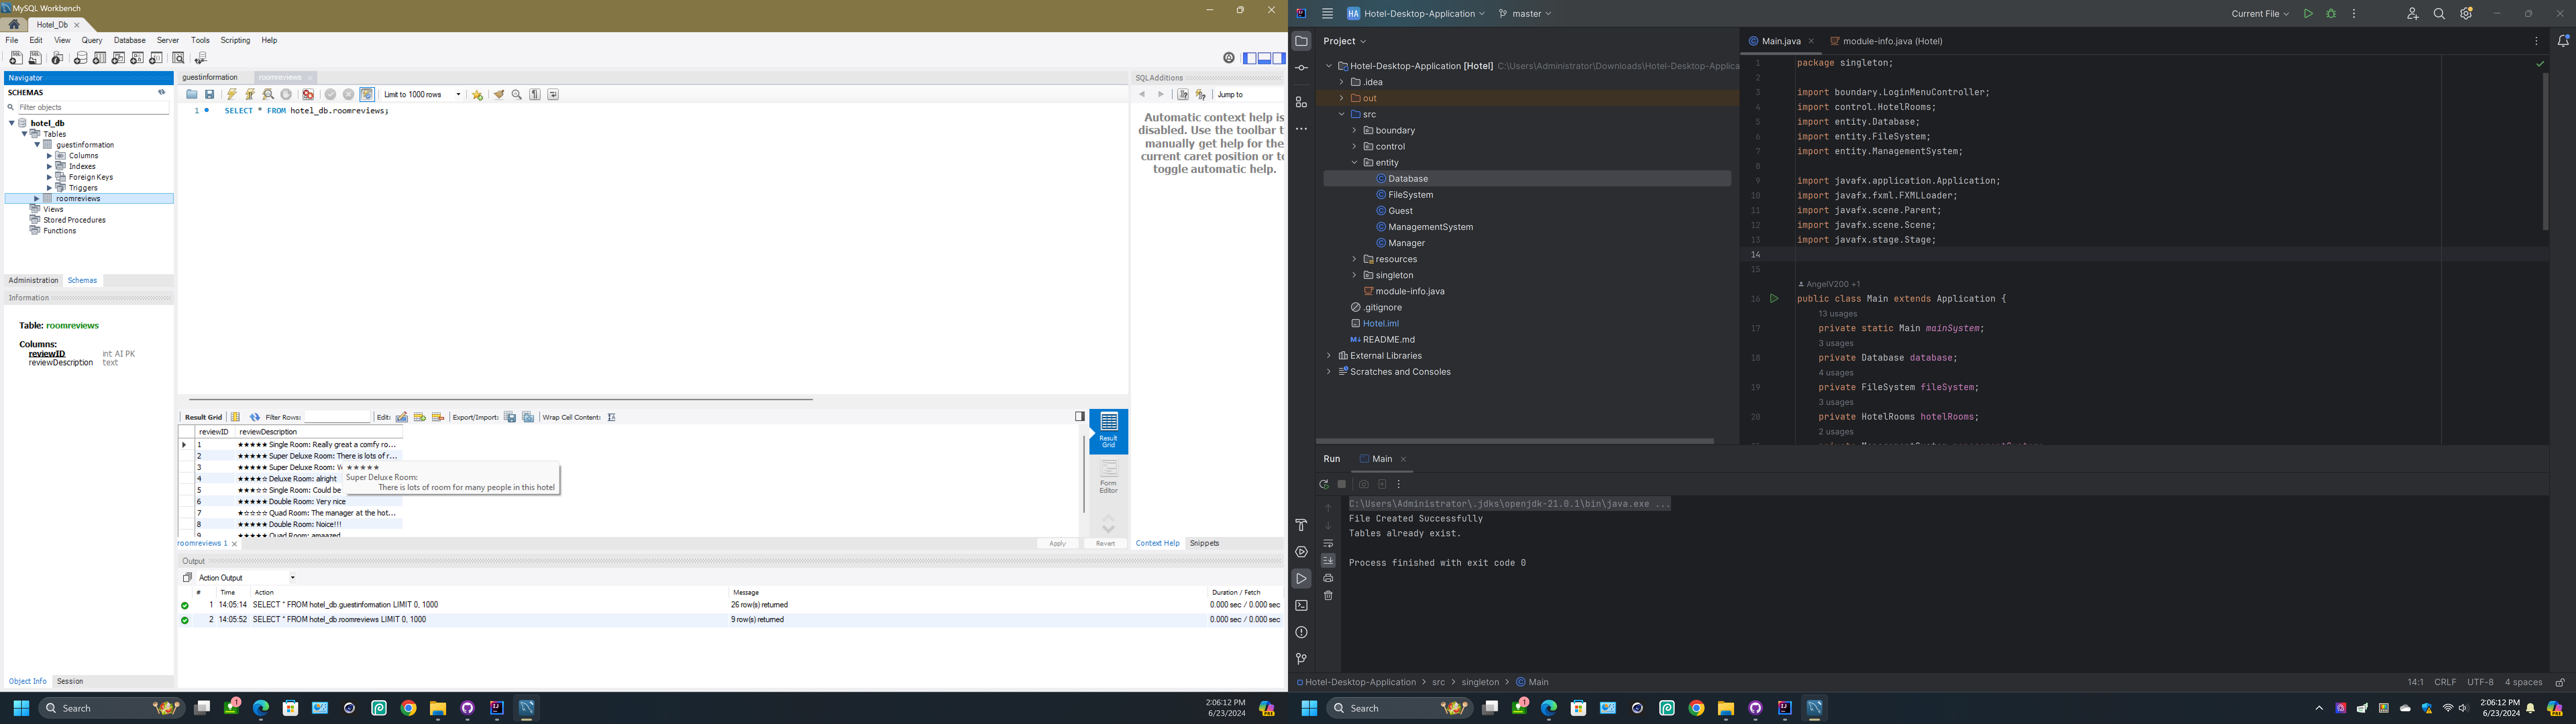 MySQL Workbench
Hotel_Db
File Edit View Query Database Server Tools Scripting Help
Navigator
SCHEMAS
Filter objects
hotel_db
Tables
guestinformation
Columns
Indexes
Foreign Keys
Triggers
roomreviews
Views
Stored Procedures
Functions
Administration Schemas
Information
Table: roomreviews
Columns:
reviewID int AI PK
reviewDescription text
Object Info Session
guestinformation roomreviews
Limit to 1000 rows
1 SELECT * FROM hotel_db.roomreviews;
SQLAdditions
Jump to
Automatic context help is
disabled. Use the toolbar t
manually get help for the
current caret position or t
toggle automatic help.
Result Grid Filter Rows: Edit: Export/Import: Wrap Cell Content:
reviewID reviewDescription
1 ★★★★★ Single Room: Really great a comfy ro...
2 ★★★★★ Super Deluxe Room: There is lots of r...
3 ★★★★★ Super Deluxe Room: V
4 ★★★★☆ Deluxe Room: alright
5 ★★★☆☆ Single Room: Could be
6 ★★★★★ Double Room: Very nice
7 ★☆☆☆☆ Quad Room: The manager at the hot...
8 ★★★★★ Double Room: Noice!!!
9 ★★★★★ Quad Room: amaazed
★★★★★
Super Deluxe Room:
There is lots of room for many people in this hotel
Result
Grid
Form
Editor
roomreviews 1 Apply Revert
Context Help Snippets
Output
Action Output
# Time Action Message Duration / Fetch
1 14:05:14 SELECT * FROM hotel_db.guestinformation LIMIT 0, 1000 26 row(s) returned 0.000 sec / 0.000 sec
2 14:05:52 SELECT * FROM hotel_db.roomreviews LIMIT 0, 1000 9 row(s) returned 0.000 sec / 0.000 sec
Search
1
2:06:12 PM
6/23/2024
HA Hotel-Desktop-Application master Current File
Project
Hotel-Desktop-Application [Hotel] C:\Users\Administrator\Downloads\Hotel-Desktop-Applica
.idea
out
src
boundary
control
entity
Database
FileSystem
Guest
ManagementSystem
Manager
resources
singleton
module-info.java
.gitignore
Hotel.iml
README.md
External Libraries
Scratches and Consoles
Main.java module-info.java (Hotel)
1 package singleton;
2
3 import boundary.LoginMenuController;
4 import control.HotelRooms;
5 import entity.Database;
6 import entity.FileSystem;
7 import entity.ManagementSystem;
8
9 import javafx.application.Application;
10 import javafx.fxml.FXMLLoader;
11 import javafx.scene.Parent;
12 import javafx.scene.Scene;
13 import javafx.stage.Stage;
14
15
AngelV200 +1
16 public class Main extends Application {
13 usages
17 private static Main mainSystem;
3 usages
18 private Database database;
4 usages
19 private FileSystem fileSystem;
3 usages
20 private HotelRooms hotelRooms;
2 usages
Run Main
C:\Users\Administrator\.jdks\openjdk-21.0.1\bin\java.exe ...
File Created Successfully
Tables already exist.
Process finished with exit code 0
Hotel-Desktop-Application > src > singleton > Main
14:1 CRLF UTF-8 4 spaces
Search
1
2:06:12 PM
6/23/2024